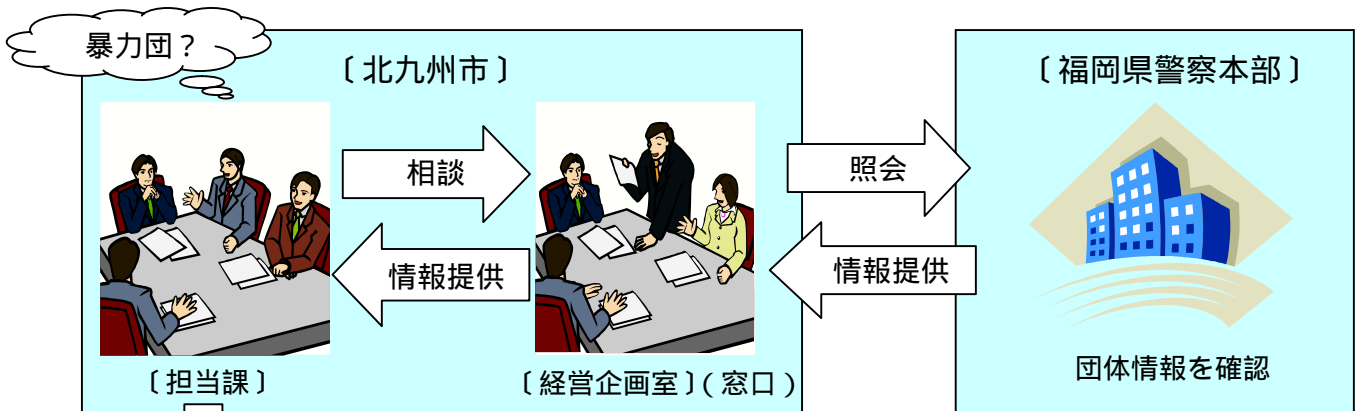 暴力団？
〔北九州市〕
〔福岡県警察本部〕
相談
照会
情報提供
情報提供
〔担当課〕
〔経営企画室〕(窓口)
団体情報を確認